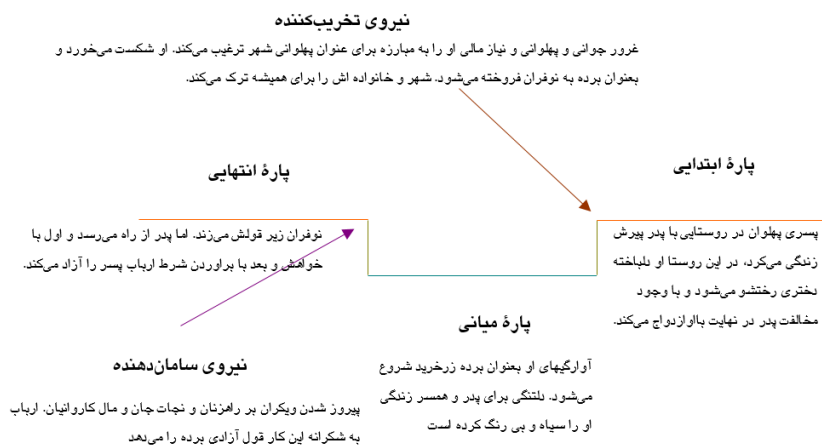 نیروی تخریب‌کننده
غرور جوانی و پهلوانی و نیاز مالی او را به مبارزه برای عنوان پهلوانی شهر ترغیب می‌کند. او شکست می‌خورد و
بعنوان برده به نوفران فروخته می‌شود. شهر و خانواده اش را برای همیشه ترک می‌کند.
پارهٔ ابتدایی
پسری پهلوان در روستایی با پدر پیرش
زندگی می‌کرد، در این روستا او دلباخته
دختری رختشو می‌شود و با وجود
مخالفت پدر در نهایت بااوازدواج می‌کند.
پارهٔ انتهایی
نوفران زیر قولش می‌زند. اما پدر از راه می‌رسد و اول با
خواهش و بعد با براوردن شرط ارباب پسر را آزاد می‌کند.
پارهٔ میانی
آوارگیهای او بعنوان برده زرخرید شروع
می‌شود. دلتنگی برای پدر و همسر زندگی
او را سیاه و بی رنگ کرده است
نیروی سامان‌دهنده
پیروز شدن ویکران بر راهزنان و نجات جان و مال کاروانیان. ارباب
به شکرانه این کار قول آزادی برده را می‌دهد